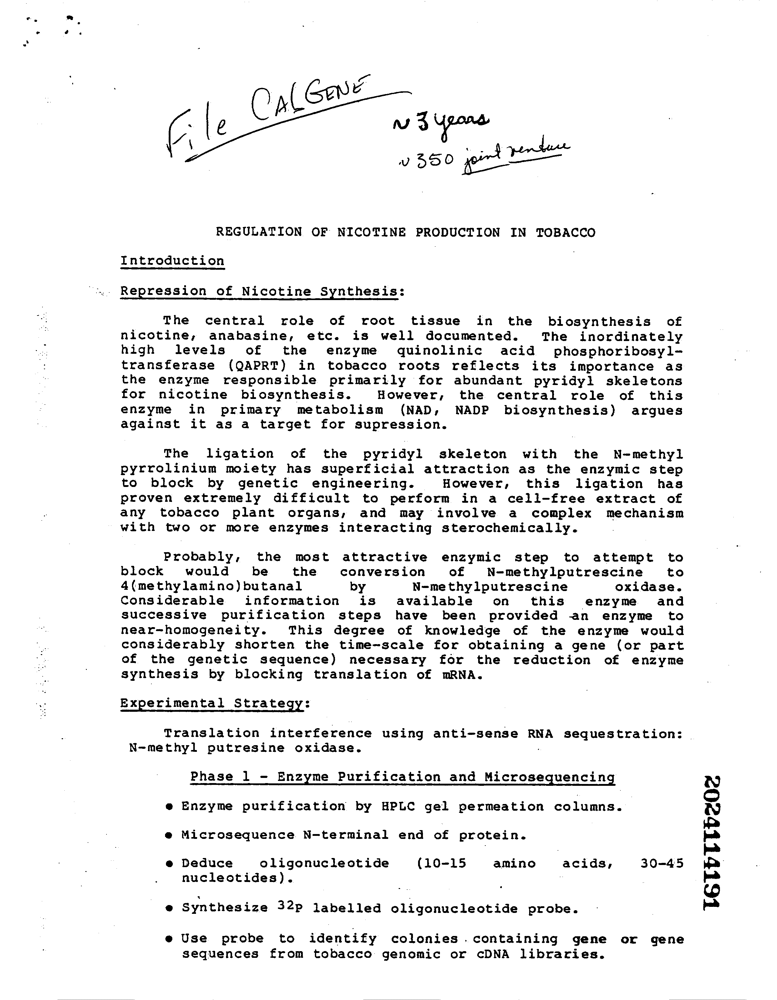 File CALGENE
~ 3 years
~ 350 joint venture
REGULATION OF NICOTINE PRODUCTION IN TOBACCO
Introduction
Repression of Nicotine Synthesis:
The central role of root tissue in the biosynthesis of
nicotine, anabasine, etc. is well documented. The inordinately
high levels of the enzyme quinolinic acid phosphoribosyl-
transferase (QAPRT) in tobacco roots reflects its importance as
the enzyme responsible primarily for abundant pyridyl skeletons
for nicotine biosynthesis. However, the central role of this
enzyme in primary metabolism (NAD, NADP biosynthesis) argues
against it as a target for supression.
The ligation of the pyridyl skeleton with the N-methyl
pyrrolinium moiety has superficial attraction as the enzymic step
to block by genetic engineering. However, this ligation has
proven extremely difficult to perform in a cell-free extract of
any tobacco plant organs, and may involve a complex mechanism
with two or more enzymes interacting sterochemically.
Probably, the most attractive enzymic step to attempt to
block would be the conversion of N-methylputrescine to
4(methylamino)butanal by N-methylputrescine oxidase.
Considerable information is available on this enzyme and
successive purification steps have been provided an enzyme to
near-homogeneity. This degree of knowledge of the enzyme would
considerably shorten the time-scale for obtaining a gene (or part
of the genetic sequence) necessary for the reduction of enzyme
synthesis by blocking translation of mRNA.
Experimental Strategy:
Translation interference using anti-sense RNA sequestration:
N-methyl putresine oxidase.
Phase 1 - Enzyme Purification and Microsequencing
• Enzyme purification by HPLC gel permeation columns.
• Microsequence N-terminal end of protein.
• Deduce oligonucleotide (10-15 amino acids, 30-45
nucleotides).
• Synthesize 32P labelled oligonucleotide probe.
• Use probe to identify colonies containing gene or gene
sequences from tobacco genomic or cDNA libraries.
2024114191